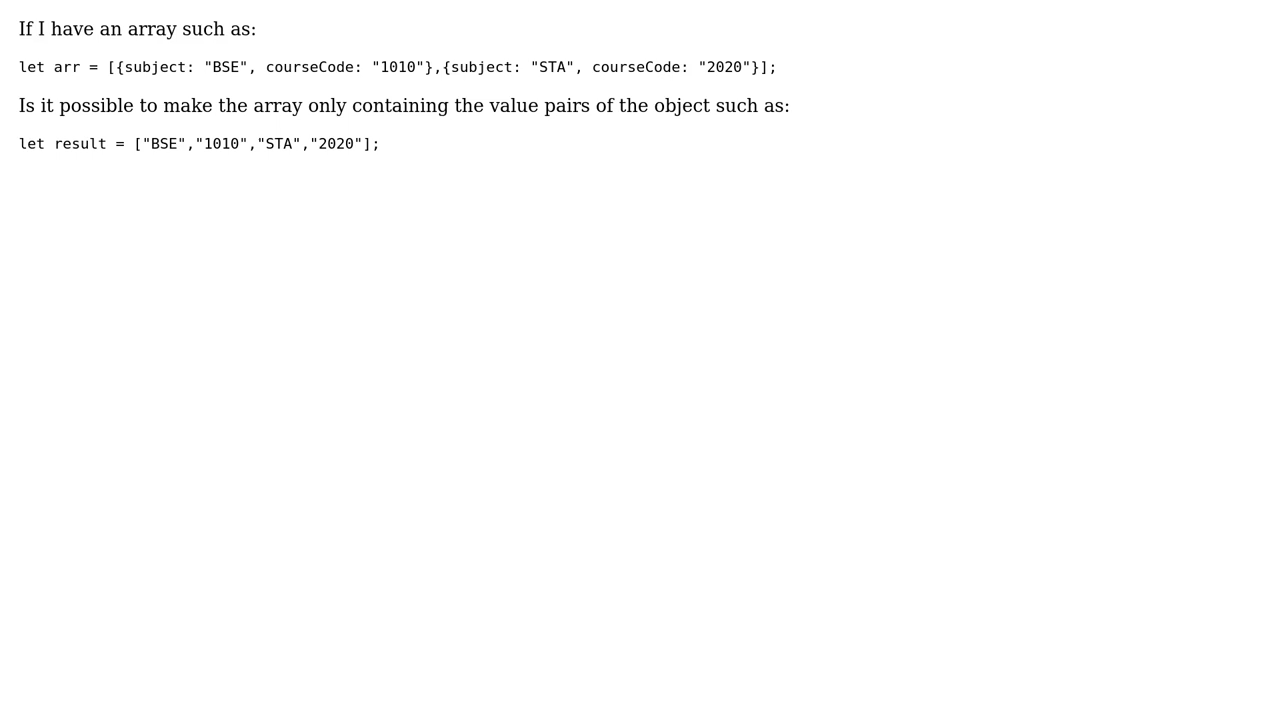 If I have an array such as:
let arr = [{subject: "BSE", courseCode: "1010"},{subject: "STA", courseCode: "2020"}];
Is it possible to make the array only containing the value pairs of the object such as:
let result = ["BSE","1010","STA","2020"];